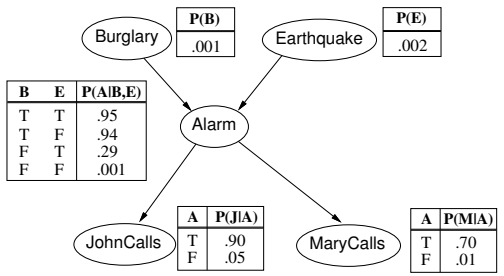 Burglary
P(B)
.001
Earthquake
P(E)
.002
B E P(A|B,E)
T T .95
T F .94
F T .29
F F .001
Alarm
JohnCalls
A P(J|A)
T .90
F .05
MaryCalls
A P(M|A)
T .70
F .01